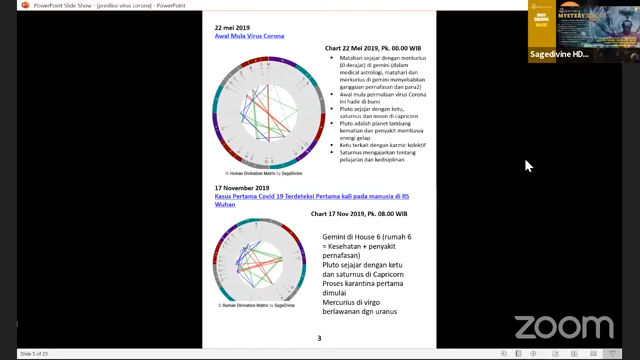 PowerPoint Slide Show - [prediksi virus corona] - PowerPoint
MYSTERY SCHOOL
Sagedivine HD...
22 mei 2019
Awal Mula Virus Corona
Chart 22 Mei 2019, Pk. 00.00 WIB
• Matahari sejajar dengan merturius
(0 derajat) di gemini (dalam
medical astrologi, matahari dan
merkurius di gemini menyebabkan
gangguan pernafasan dan paru2)
• Awal mula permulaan virus Corona
ini hadir di bumi
• Pluto sejajar dengan ketu,
saturnus dan moon di capricorn
• Pluto adalah planet lambang
kematian dan penyakit membawa
energi gelap
• Ketu terkait dengan karmic kolektif
• Saturnus mengajarkan tentang
pelajaran dan kedisiplinan
© Human Divination Matrix by SageDivine
17 November 2019
Kasus Pertama Covid 19 Terdeteksi Pertama kali pada manusia di RS
Wuhan
Chart 17 Nov 2019, Pk. 08.00 WIB
Gemini di House 6 (rumah 6
= Kesehatan + penyakit
pernafasan)
Pluto sejajar dengan ketu
dan saturnus di Capricorn
Proses karantina pertama
dimulai
Mercurius di virgo
berlawanan dgn uranus
© Human Divination Matrix by SageDivine
3
zoom
Slide 5 of 25